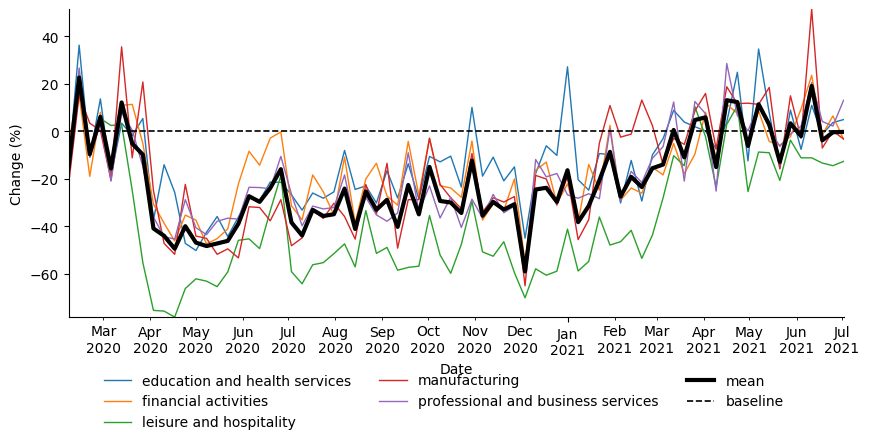 Change (%)
40
20
0
−20
−40
−60
Mar Apr May Jun Jul Aug Sep Oct Nov Dec Jan Feb Mar Apr May Jun Jul
2020 2020 2020 2020 2020 2020 2020 2020 2020 2020 2021 2021 2021 2021 2021 2021 2021
Date
education and health services
financial activities
leisure and hospitality
manufacturing
professional and business services
mean
baseline